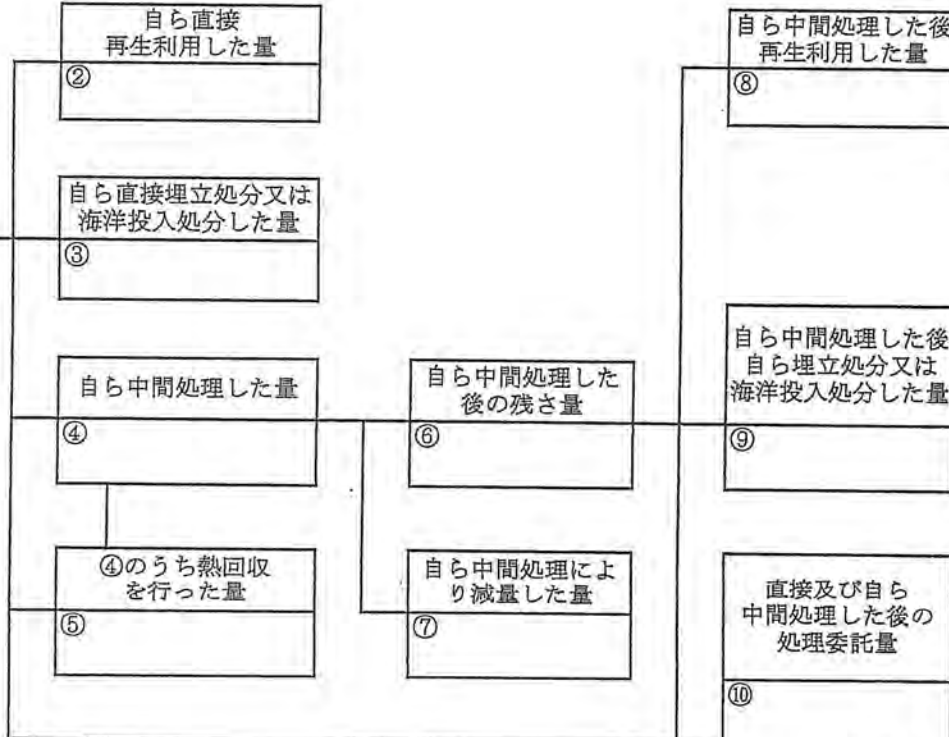 自ら直接
再生利用した量
②
自ら直接埋立処分又は
海洋投入処分した量
③
自ら中間処理した量
④
④のうち熱回収
を行った量
⑤
自ら中間処理した
後の残さ量
⑥
自ら中間処理によ
り減量した量
⑦
自ら中間処理した後
再生利用した量
⑧
自ら中間処理した後
自ら埋立処分又は
海洋投入処分した量
⑨
直接及び自ら
中間処理した後の
処理委託量
⑩